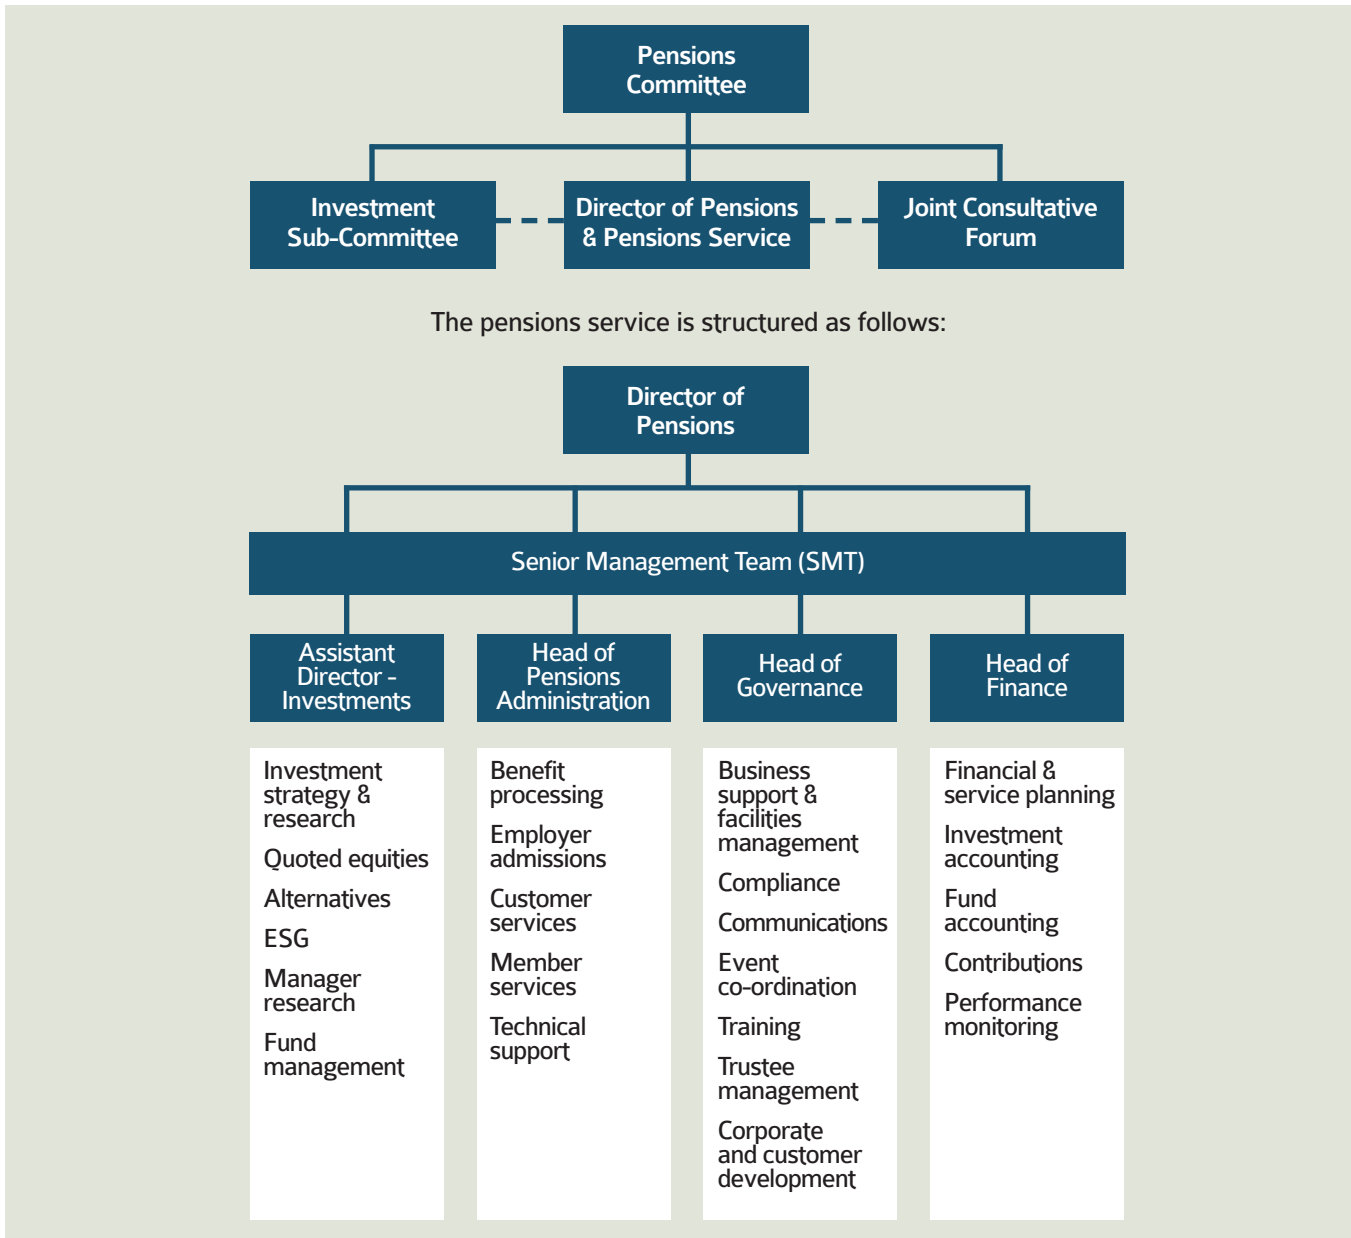 Pensions
Committee
Investment
Sub-Committee
Director of Pensions
& Pensions Service
Joint Consultative
Forum
The pensions service is structured as follows:
Director of
Pensions
Senior Management Team (SMT)
Assistant
Director -
Investments
Head of
Pensions
Administration
Head of
Governance
Head of
Finance
Investment
strategy &
research
Quoted equities
Alternatives
ESG
Manager
research
Fund
management
Benefit
processing
Employer
admissions
Customer
services
Member
services
Technical
support
Business
support &
facilities
management
Compliance
Communications
Event
co-ordination
Training
Trustee
management
Corporate
and customer
development
Financial &
service planning
Investment
accounting
Fund
accounting
Contributions
Performance
monitoring